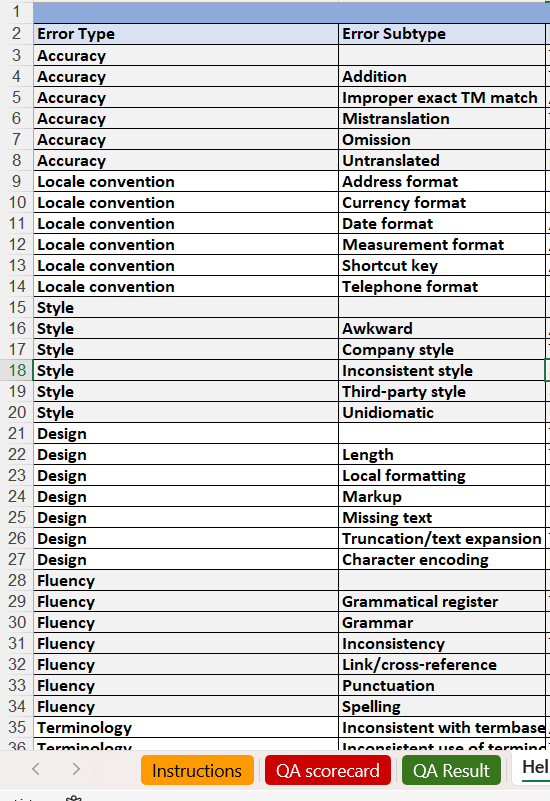 1
2 Error Type Error Subtype
3 Accuracy
4 Accuracy Addition
5 Accuracy Improper exact TM match
6 Accuracy Mistranslation
7 Accuracy Omission
8 Accuracy Untranslated
9 Locale convention Address format
10 Locale convention Currency format
11 Locale convention Date format
12 Locale convention Measurement format
13 Locale convention Shortcut key
14 Locale convention Telephone format
15 Style
16 Style Awkward
17 Style Company style
18 Style Inconsistent style
19 Style Third-party style
20 Style Unidiomatic
21 Design
22 Design Length
23 Design Local formatting
24 Design Markup
25 Design Missing text
26 Design Truncation/text expansion
27 Design Character encoding
28 Fluency
29 Fluency Grammatical register
30 Fluency Grammar
31 Fluency Inconsistency
32 Fluency Link/cross-reference
33 Fluency Punctuation
34 Fluency Spelling
35 Terminology Inconsistent with termbase
36 Terminology Inconsistent use of
Instructions QA scorecard QA Result Hel